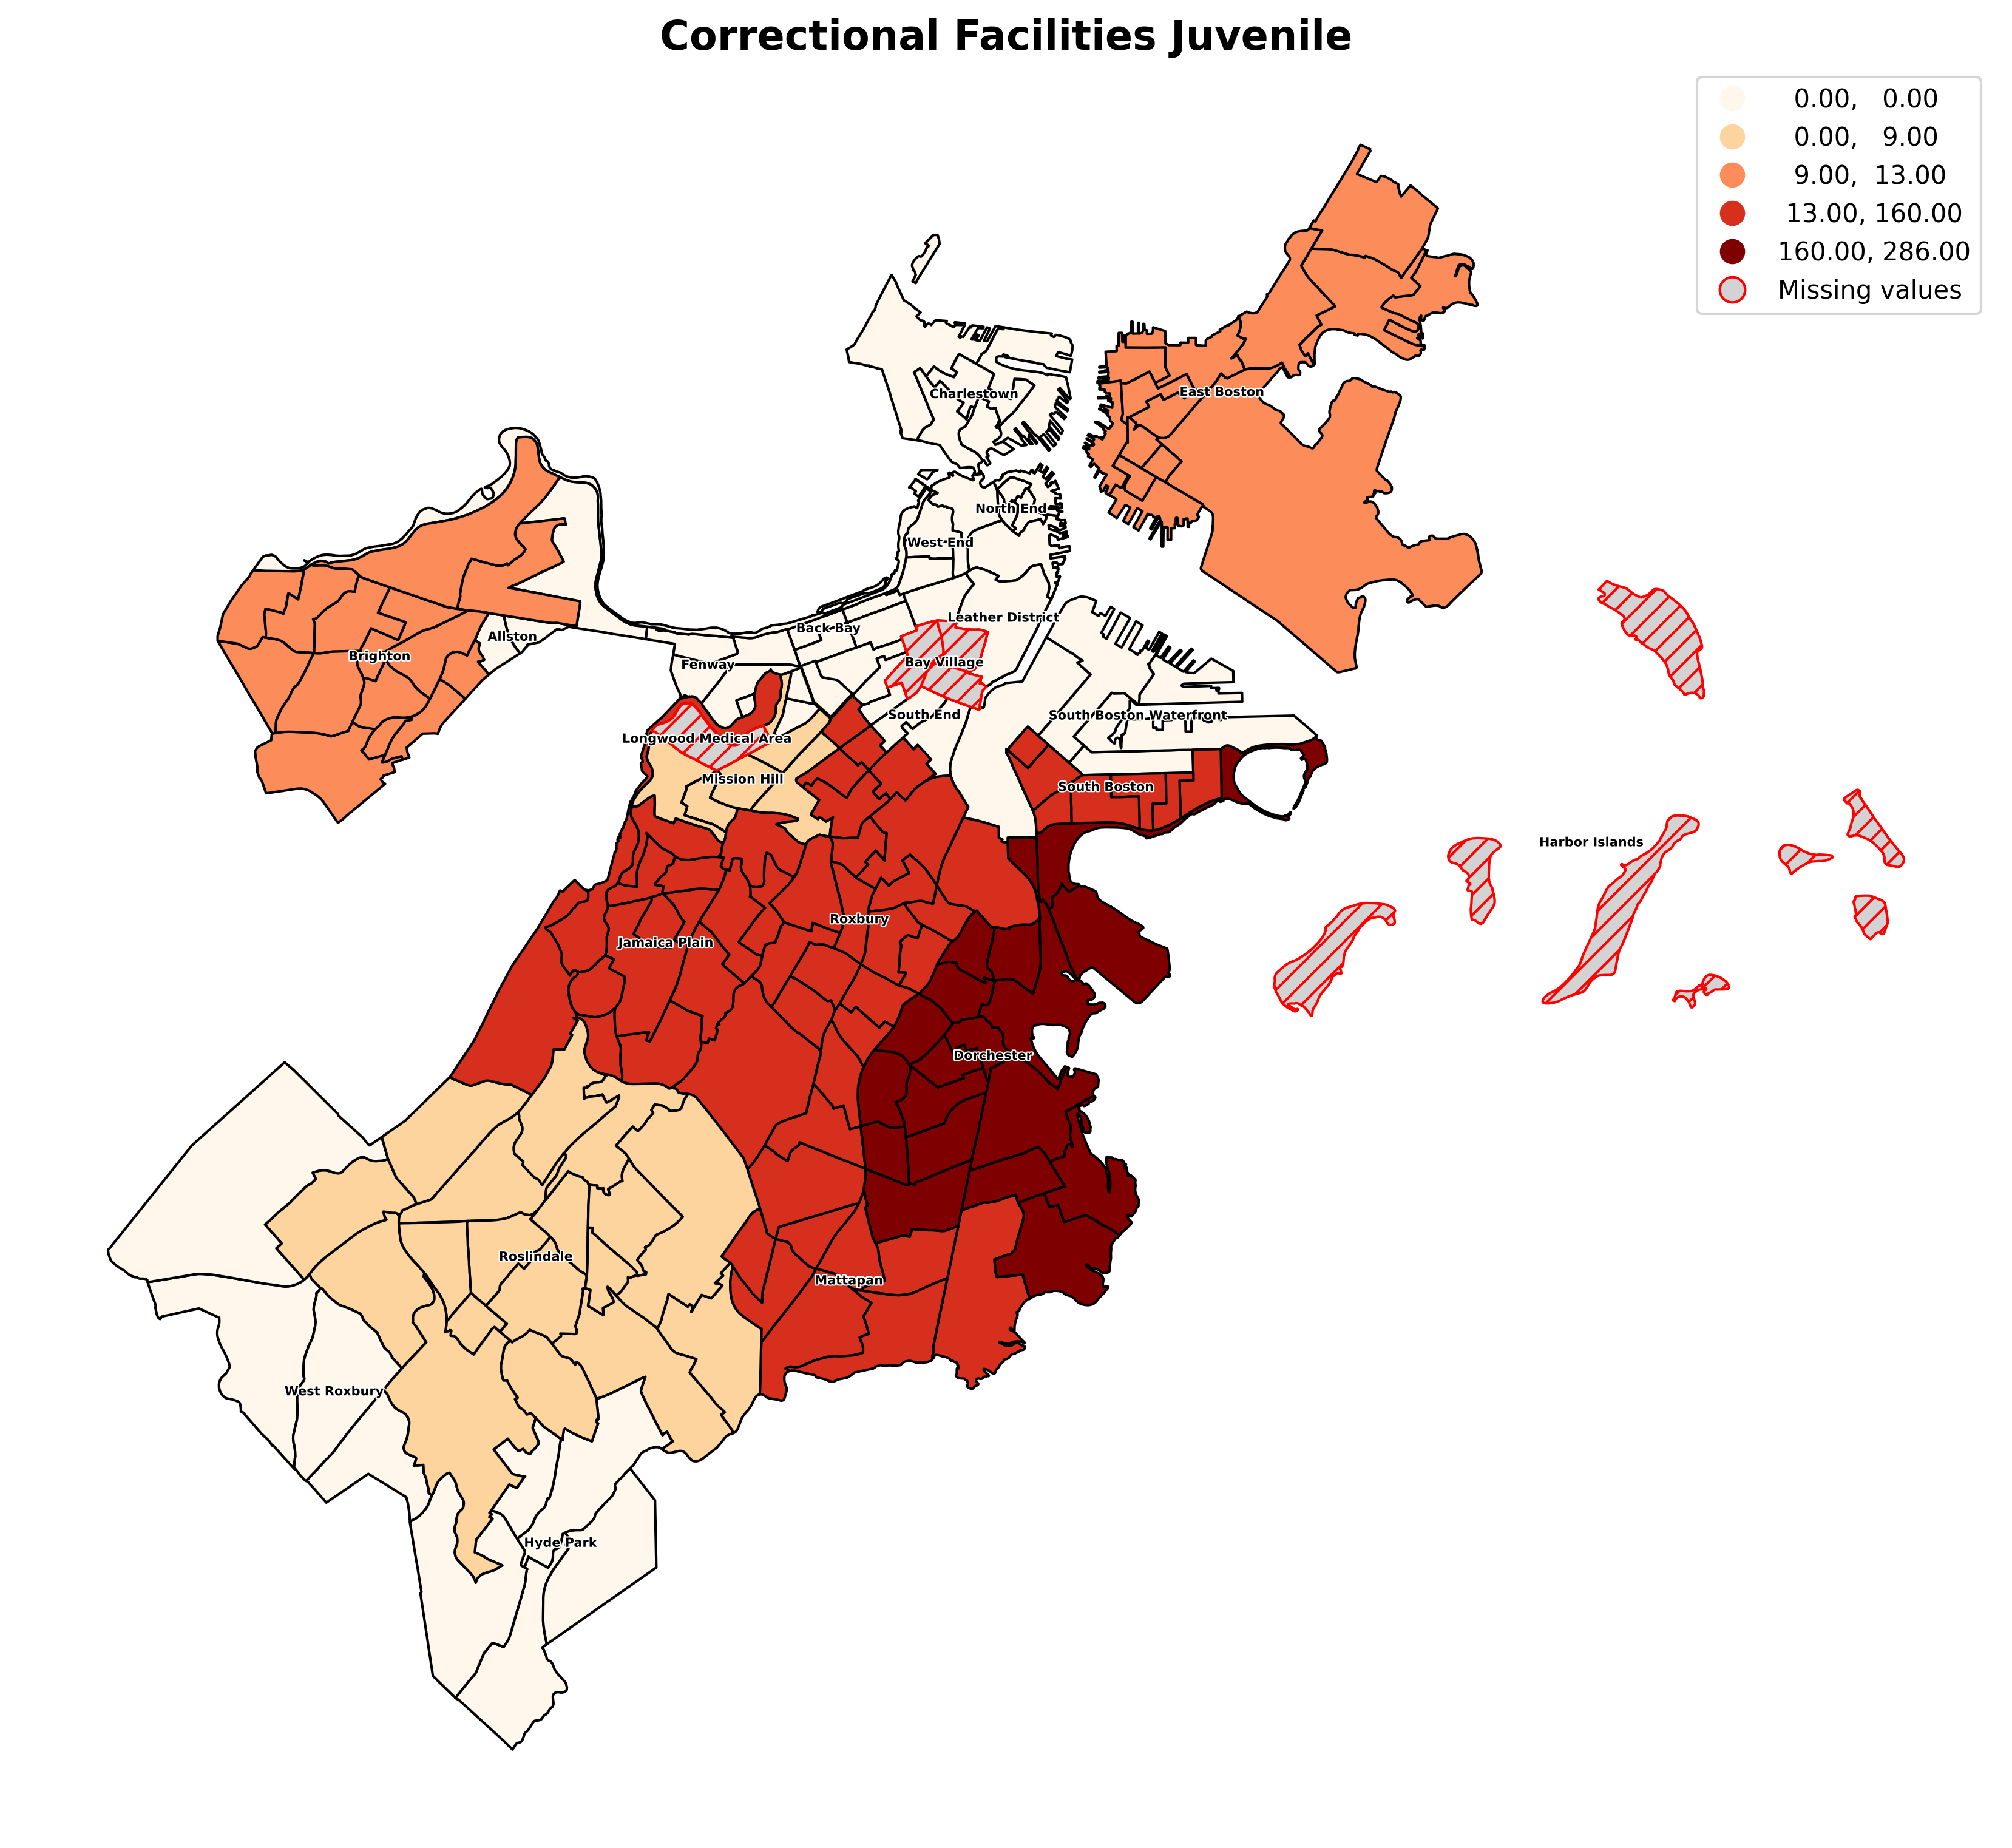 Correctional Facilities Juvenile
0.00, 0.00
0.00, 9.00
9.00, 13.00
13.00, 160.00
160.00, 286.00
Missing values
Charlestown
East Boston
North End
West End
Leather District
Back Bay
Allston
Brighton
Fenway
Bay Village
South End
South Boston Waterfront
Longwood Medical Area
Mission Hill
South Boston
Harbor Islands
Roxbury
Jamaica Plain
Dorchester
Roslindale
Mattapan
West Roxbury
Hyde Park